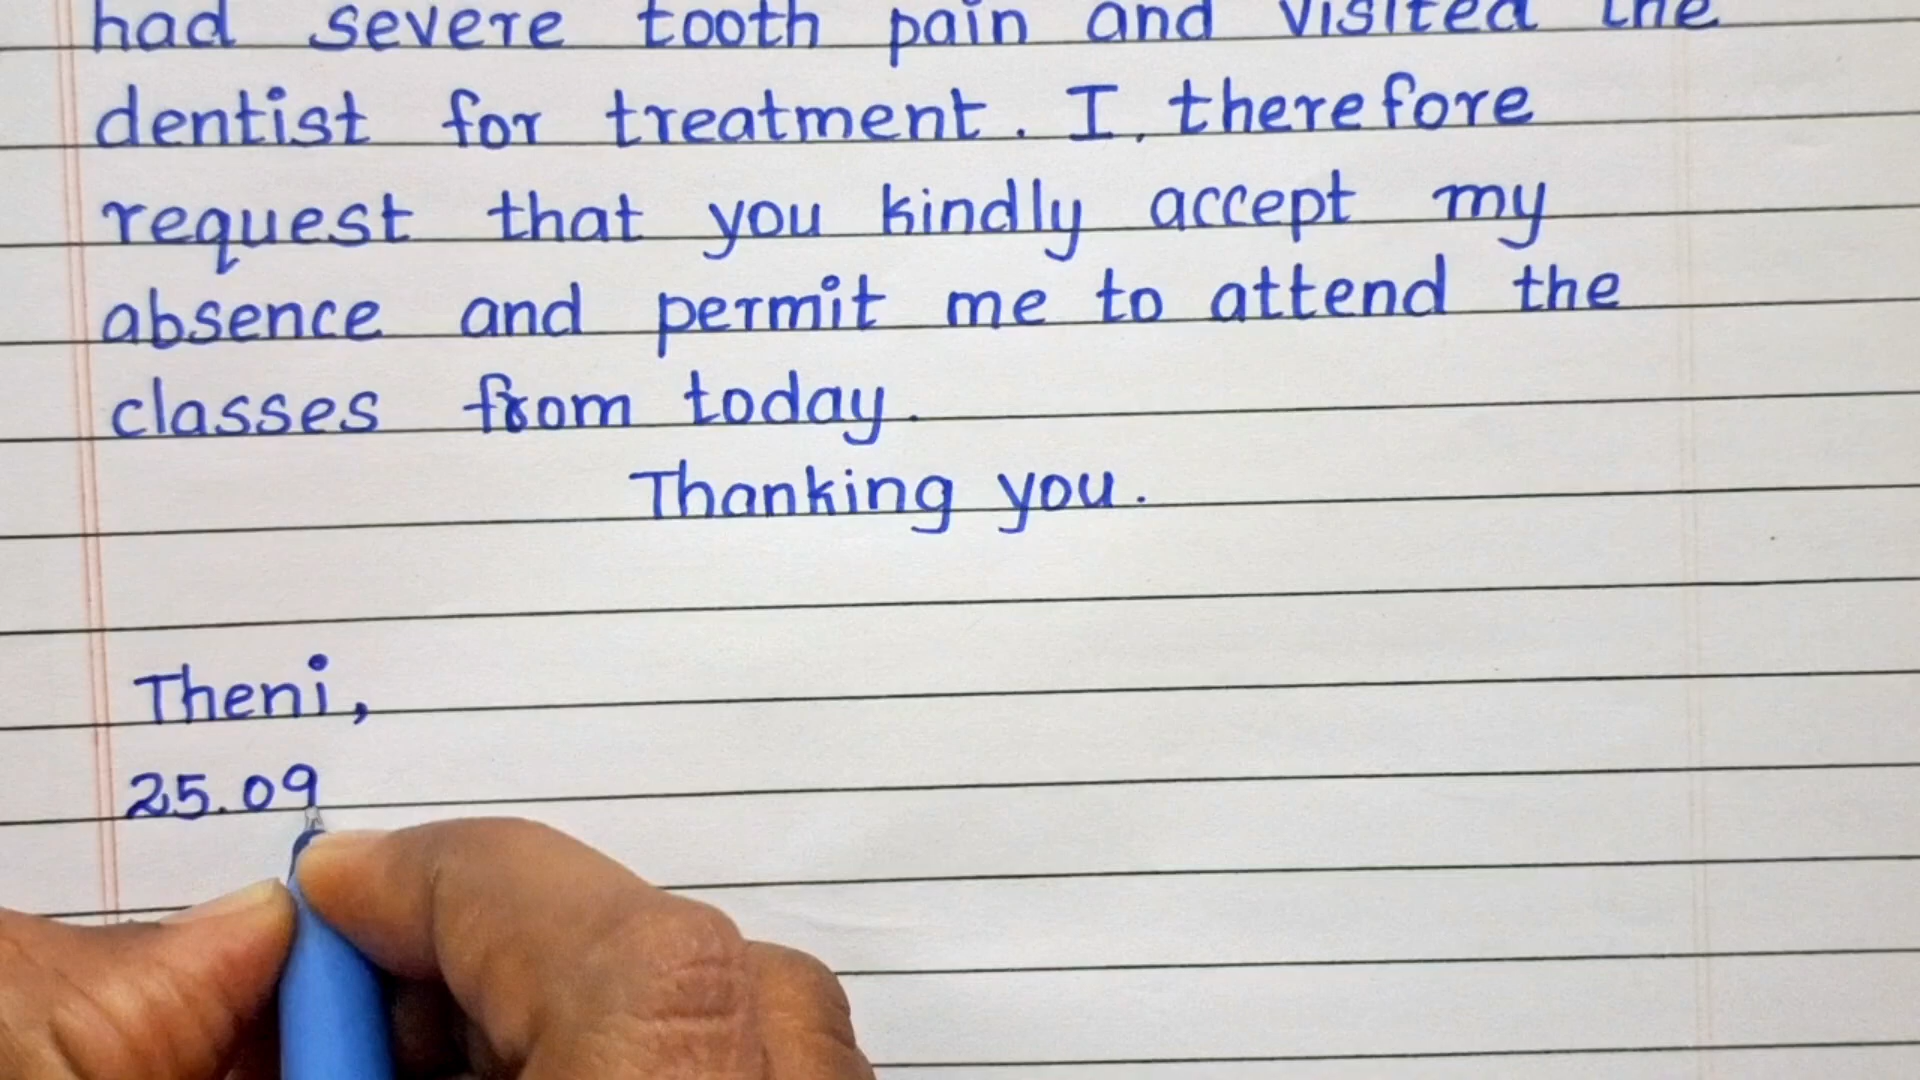 had severe tooth pain and visited the
dentist for treatment. I, therefore
request that you kindly accept my
absence and permit me to attend the
classes from today.
Thanking you.
Theni,
25.09